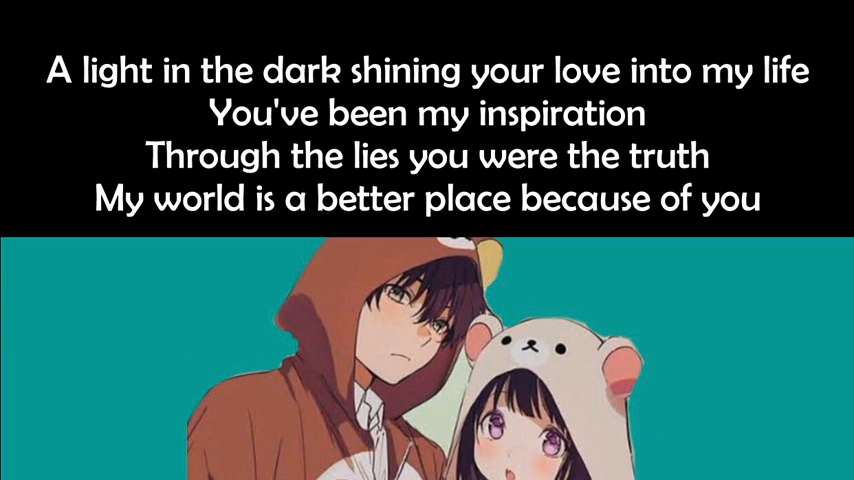 A light in the dark shining your love into my life
You've been my inspiration
Through the lies you were the truth
My world is a better place because of you